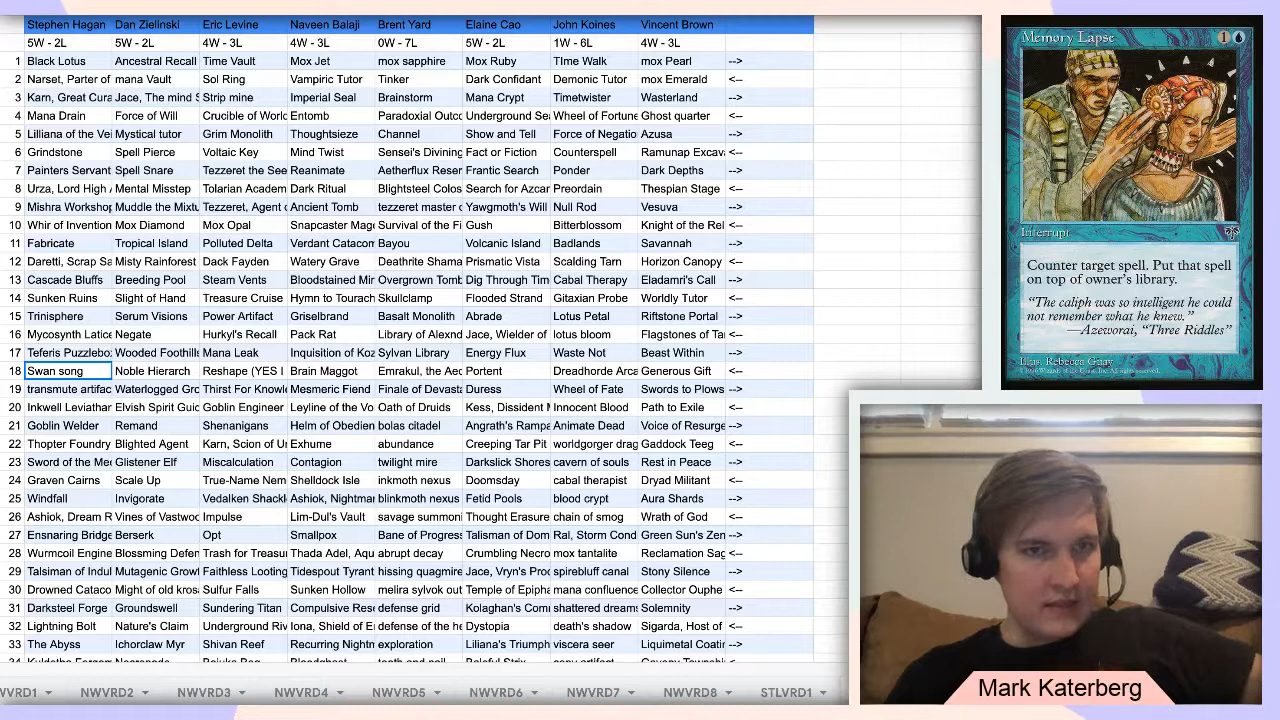 Stephen Hagan Dan Zielinski Eric Levine Naveen Balaji Brent Yard Elaine Cao John Koines Vincent Brown
5W - 2L 5W - 2L 4W - 3L 4W - 3L 0W - 7L 5W - 2L 1W - 6L 4W - 3L
1 Black Lotus Ancestral Recall Time Vault Mox Jet mox sapphire Mox Ruby TIme Walk mox Pearl -->
2 Narset, Parter of mana Vault Sol Ring Vampiric Tutor Tinker Dark Confidant Demonic Tutor mox Emerald <--
3 Karn, Great Cura Jace, The mind S Strip mine Imperial Seal Brainstorm Mana Crypt Timetwister Wasterland -->
4 Mana Drain Force of Will Crucible of Worlc Entomb Paradoxial Outco Underground Sea Wheel of Fortune Ghost quarter <--
5 Lilliana of the Vei Mystical tutor Grim Monolith Thoughtsieze Channel Show and Tell Force of Negatio Azusa -->
6 Grindstone Spell Pierce Voltaic Key Mind Twist Sensei's Divining Fact or Fiction Counterspell Ramunap Excav <--
7 Painters Servant Spell Snare Tezzeret the See Reanimate Aetherflux Reser Frantic Search Ponder Dark Depths -->
8 Urza, Lord High Mental Misstep Tolarian Academ Dark Ritual Blightsteel Colos Search for Azcar Preordain Thespian Stage <--
9 Mishra Workshop Muddle the Mixtu Tezzeret, Agent o Ancient Tomb tezzeret master o Yawgmoth's Will Null Rod Vesuva -->
10 Whir of Invention Mox Diamond Mox Opal Snapcaster Mage Survival of the Fi Gush Bitterblossom Knight of the Rel <--
11 Fabricate Tropical Island Polluted Delta Verdant Catacom Bayou Volcanic Island Badlands Savannah -->
12 Daretti, Scrap Sa Misty Rainforest Dack Fayden Watery Grave Deathrite Shama Prismatic Vista Scalding Tarn Horizon Canopy <--
13 Cascade Bluffs Breeding Pool Steam Vents Bloodstained Mir Overgrown Tomb Dig Through Tim Cabal Therapy Eladamri's Call -->
14 Sunken Ruins Slight of Hand Treasure Cruise Hymn to Tourach Skullclamp Flooded Strand Gitaxian Probe Worldly Tutor <--
15 Trinisphere Serum Visions Power Artifact Griselbrand Basalt Monolith Abrade Lotus Petal Riftstone Portal -->
16 Mycosynth Lattic Negate Hurkyl's Recall Pack Rat Library of Alexnd Jace, Wielder of lotus bloom Flagstones of Tar <--
17 Teferis Puzzlebo Wooded Foothills Mana Leak Inquisition of Koz Sylvan Library Energy Flux Waste Not Beast Within -->
18 Swan song Noble Hierarch Reshape (YES I Brain Maggot Emrakul, the Aeo Portent Dreadhorde Arca Generous Gift <--
19 transmute artifac Waterlogged Gro Thirst For Knowle Mesmeric Fiend Finale of Devasta Duress Wheel of Fate Swords to Plows -->
20 Inkwell Leviathan Elvish Spirit Guid Goblin Engineer Leyline of the Vo Oath of Druids Kess, Dissident M Innocent Blood Path to Exile <--
21 Goblin Welder Remand Shenanigans Helm of Obedien bolas citadel Angrath's Rampa Animate Dead Voice of Resurge -->
22 Thopter Foundry Blighted Agent Karn, Scion of Ur Exhume abundance Creeping Tar Pit worldgorger drag Gaddock Teeg <--
23 Sword of the Mee Glistener Elf Miscalculation Contagion twilight mire Darkslick Shores cavern of souls Rest in Peace -->
24 Graven Cairns Scale Up True-Name Nem Shelldock Isle inkmoth nexus Doomsday cabal therapist Dryad Militant <--
25 Windfall Invigorate Vedalken Shackl Ashiok, Nightmar blinkmoth nexus Fetid Pools blood crypt Aura Shards -->
26 Ashiok, Dream R Vines of Vastwoo Impulse Lim-Dul's Vault savage summoni Thought Erasure chain of smog Wrath of God <--
27 Ensnaring Bridge Berserk Opt Smallpox Bane of Progress Talisman of Dom Ral, Storm Cond Green Sun's Zen -->
28 Wurmcoil Engine Blossming Defen Trash for Treasu Thada Adel, Aqu abrupt decay Crumbling Necro mox tantalite Reclamation Sag <--
29 Talsiman of Indul Mutagenic Growt Faithless Looting Tidespout Tyrant hissing quagmire Jace, Vryn's Prod spirebluff canal Stony Silence -->
30 Drowned Cataco Might of old kros Sulfur Falls Sunken Hollow melira sylvok out Temple of Epipha mana confluence Collector Ouphe <--
31 Darksteel Forge Groundswell Sundering Titan Compulsive Rese defense grid Kolaghan's Com shattered dreams Solemnity -->
32 Lightning Bolt Nature's Claim Underground Riv Iona, Shield of E defense of the he Dystopia death's shadow Sigarda, Host of <--
33 The Abyss Ichorclaw Myr Shivan Reef Recurring Night exploration Liliana's Triumph viscera seer Liquimetal Coatin -->
WVRD1 NWVRD2 NWVRD3 NWVRD4 NWVRD5 NWVRD6 NWVRD7 NWVRD8 STLVRD1
Memory Lapse 1
Interrupt
Counter target spell. Put that spell
on top of owner's library.
"The caliph was so intelligent he could
not remember what he knew."
—Azeworai, "Three Riddles"
Illus. Rebecca Guay
Mark Katerberg